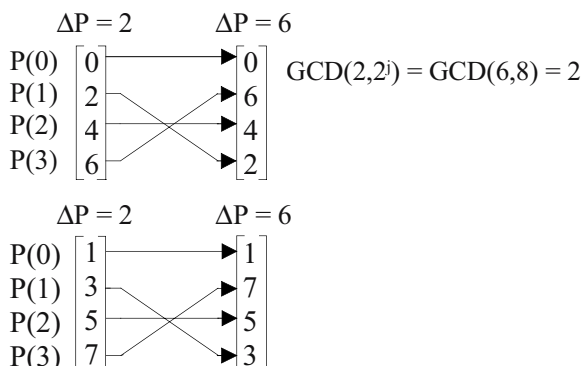 ΔP = 2 ΔP = 6
P(0) 0 0 GCD(2,2ʲ) = GCD(6,8) = 2
P(1) 2 6
P(2) 4 4
P(3) 6 2
ΔP = 2 ΔP = 6
P(0) 1 1
P(1) 3 7
P(2) 5 5
P(3) 7 3